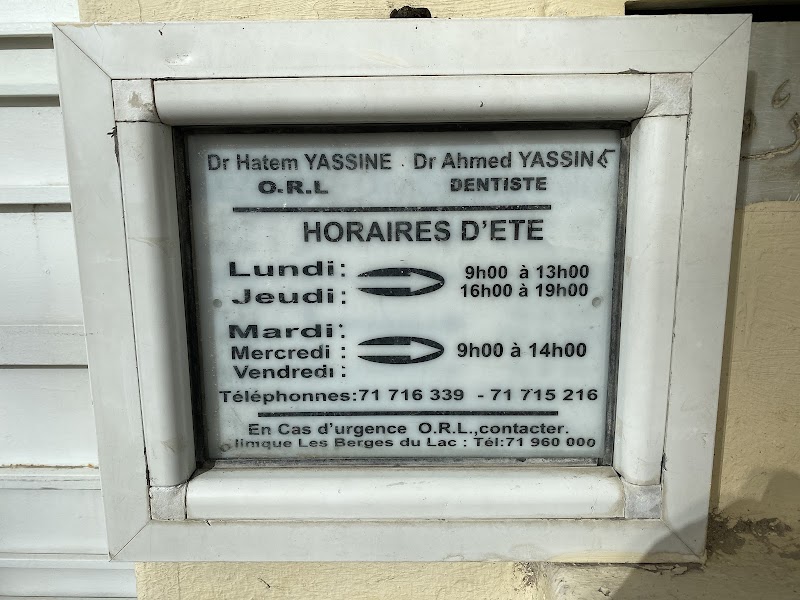 Dr Hatem YASSINE . Dr Ahmed YASSINE
O.R.L DENTISTE
HORAIRES D'ETE
Lundi: 9h00 à 13h00
Jeudi: 16h00 à 19h00
Mardi:
Mercredi : 9h00 à 14h00
Vendredi :
Téléphonnes:71 716 339 - 71 715 216
En Cas d'urgence O.R.L.,contacter.
Les Berges du Lac : Tél:71 960 000